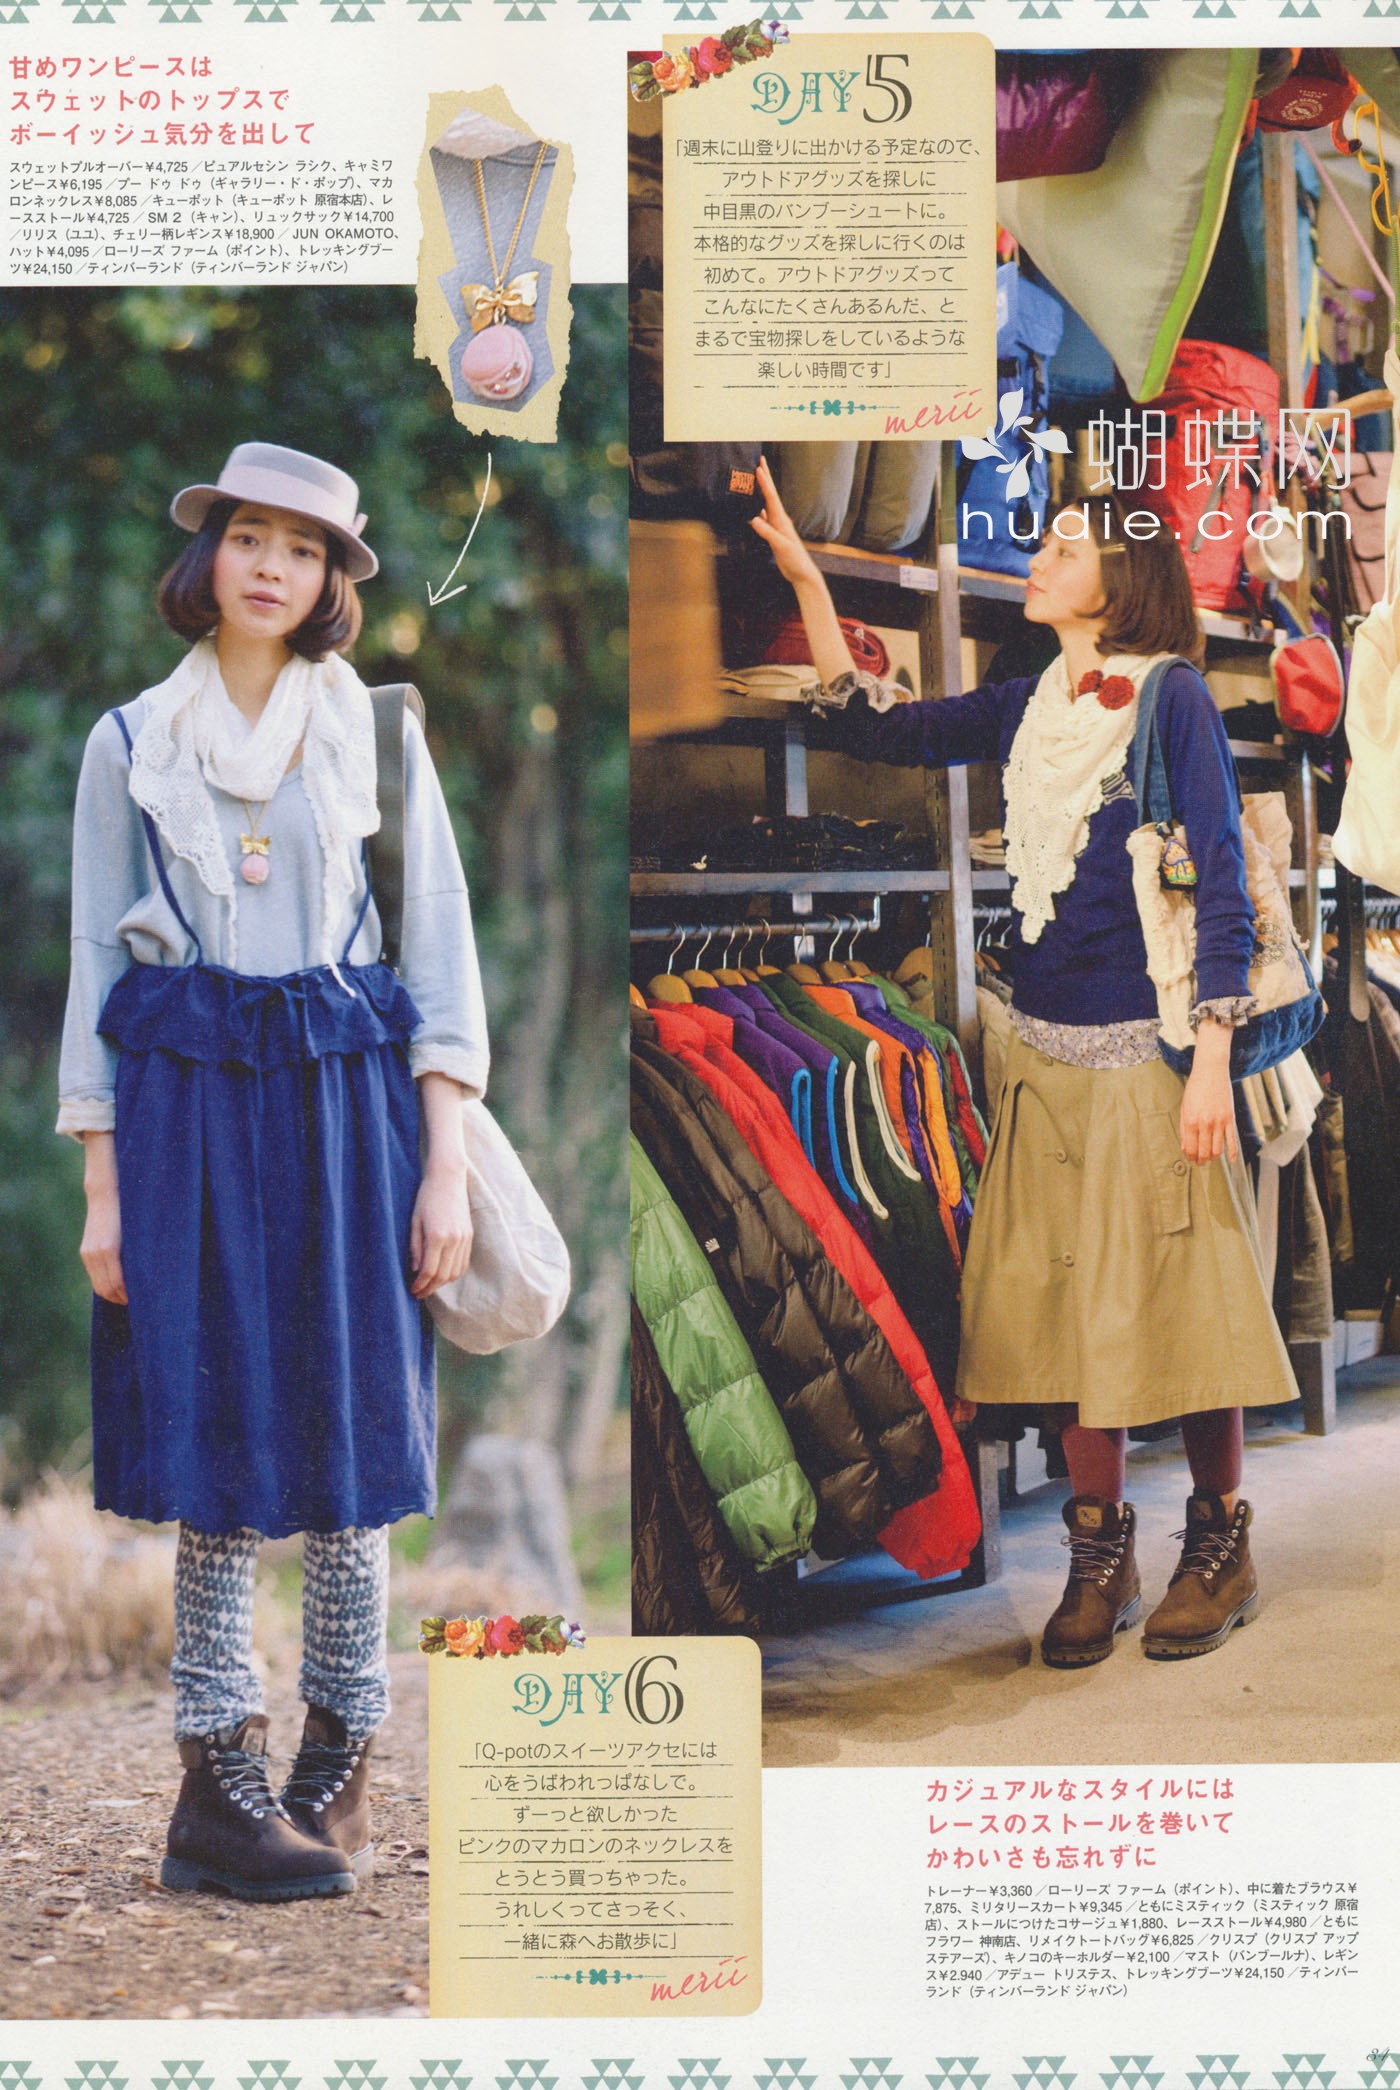 甘めワンピースは
スウェットのトップスで
ボーイッシュ気分を出して
スウェットプルオーバー¥4,725／ピュアルセシン ラシク、キャミワ
ンピース¥6,195／プー ドゥ ドゥ（ギャラリー・ド・ポップ）、マカ
ロンネックレス¥8,085／キューポット（キューポット 原宿本店）、レ
ースストール¥4,725／SM 2（キャン）、リュックサック¥14,700
／リリス（ユユ）、チェリー柄レギンス¥18,900／JUN OKAMOTO、
ハット¥4,095／ローリーズ ファーム（ポイント）、トレッキングブー
ツ¥24,150／ティンバーランド（ティンバーランド ジャパン）
DAY 5
「週末に山登りに出かける予定なので、
アウトドアグッズを探しに
中目黒のバンブーシュートに。
本格的なグッズを探しに行くのは
初めて。アウトドアグッズって
こんなにたくさんあるんだ、と
まるで宝物探しをしているような
楽しい時間です」
merii
蝴蝶网
hudie.com
DAY 6
「Q-potのスイーツアクセには
心をうばわれっぱなしで。
ずーっと欲しかった
ピンクのマカロンのネックレスを
とうとう買っちゃった。
うれしくってさっそく、
一緒に森へお散歩に」
merii
カジュアルなスタイルには
レースのストールを巻いて
かわいさも忘れずに
トレーナー¥3,360／ローリーズ ファーム（ポイント）、中に着たブラウス¥
7,875、ミリタリースカート¥9,345／ともにミスティック（ミスティック 原宿
店）、ストールにつけたコサージュ¥1,880、レースストール¥4,980／ともに
フラワー 神南店、リメイクトートバッグ¥6,825／クリスプ（クリスプ アップ
ステアーズ）、キノコのキーホルダー¥2,100／マスト（バンブールナ）、レギン
ス¥2.940／アデュー トリステス、トレッキングブーツ¥24,150／ティンバー
ランド（ティンバーランド ジャパン）
34